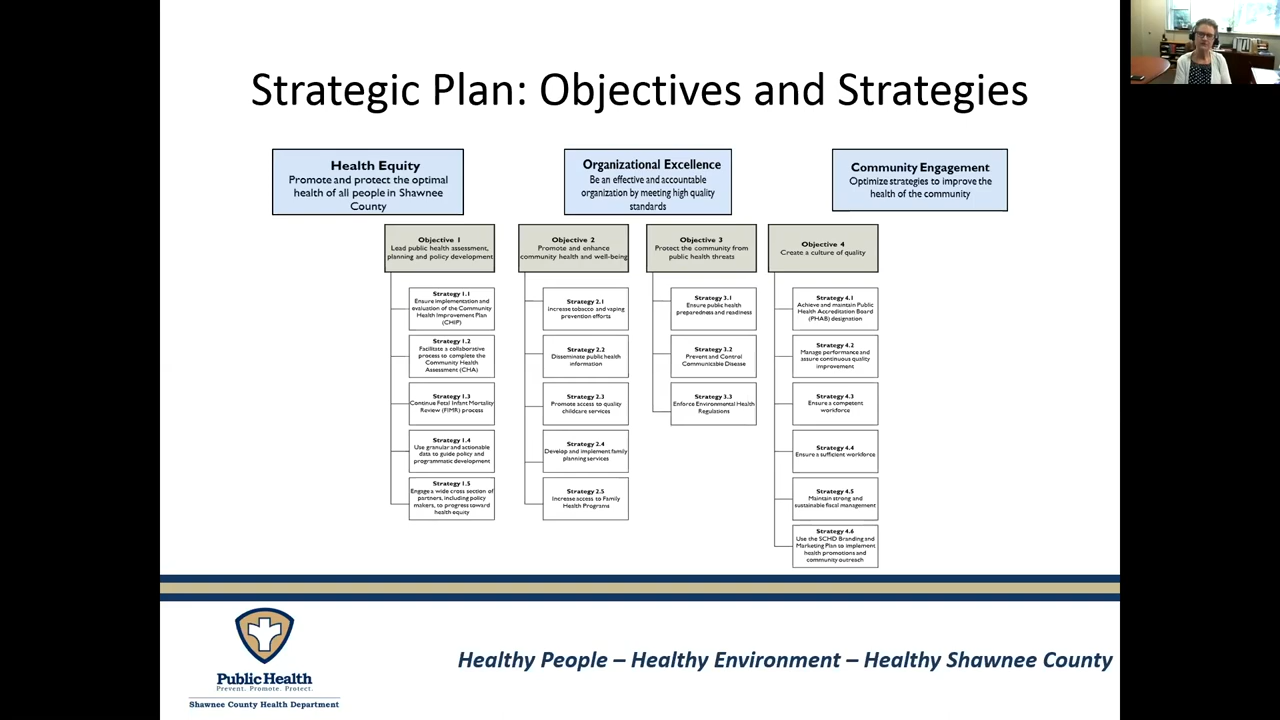 Strategic Plan: Objectives and Strategies
Health Equity
Promote and protect the optimal
health of all people in Shawnee
County
Organizational Excellence
Be an effective and accountable
organization by meeting high quality
standards
Community Engagement
Optimize strategies to improve the
health of the community
Objective 1
Lead public health assessment,
planning and policy development
Strategy 1.1
Ensure implementation and
evaluation of the Community
Health Improvement Plan
(CHIP)
Strategy 1.2
Facilitate a collaborative
process to complete the
Community Health
Assessment (CHA)
Strategy 1.3
Continue Fetal Infant Mortality
Review (FIMR) process
Strategy 1.4
Use granular and actionable
data to guide policy and
programmatic development
Strategy 1.5
Engage a wide cross section of
partners, including policy
makers, to progress toward
health equity
Objective 2
Promote and enhance
community health and well-being
Strategy 2.1
Increase tobacco and vaping
prevention efforts
Strategy 2.2
Disseminate public health
information
Strategy 2.3
Promote access to quality
childcare services
Strategy 2.4
Develop and implement family
planning services
Strategy 2.5
Increase access to Family
Health Programs
Objective 3
Protect the community from
public health threats
Strategy 3.1
Ensure public health
preparedness and readiness
Strategy 3.2
Prevent and Control
Communicable Disease
Strategy 3.3
Enforce Environmental Health
Regulations
Objective 4
Create a culture of quality
Strategy 4.1
Achieve and maintain Public
Health Accreditation Board
(PHAB) designation
Strategy 4.2
Manage performance and
assure continuous quality
improvement
Strategy 4.3
Ensure a competent
workforce
Strategy 4.4
Ensure a sufficient workforce
Strategy 4.5
Maintain strong and
sustainable fiscal management
Strategy 4.6
Use the SCHD Branding and
Marketing Plan to implement
health promotions and
community outreach
Public Health
Prevent. Promote. Protect.
Shawnee County Health Department
Healthy People – Healthy Environment – Healthy Shawnee County